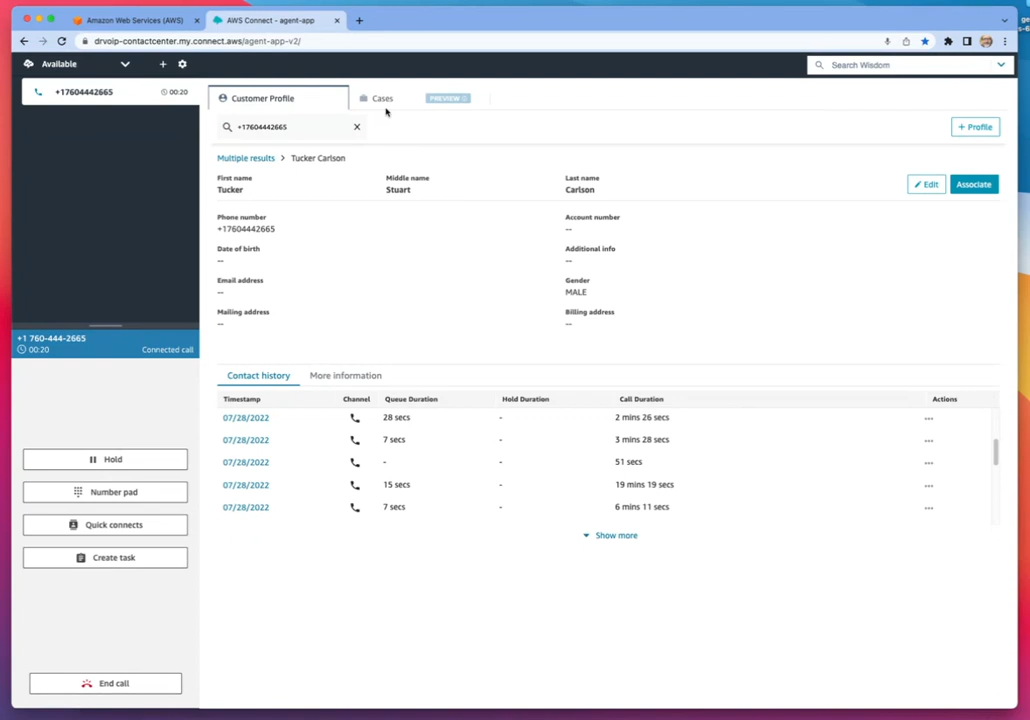 Amazon Web Services (AWS)
AWS Connect - agent-app
drvoip-contactcenter.my.connect.aws/agent-app-v2/
Available
Search Wisdom
+17604442665 00:20
Customer Profile
Cases
PREVIEW
+17604442665
+ Profile
Multiple results > Tucker Carlson
First name Middle name Last name
Tucker Stuart Carlson
Edit
Associate
Phone number Account number
+17604442665 --
Date of birth Additional info
-- --
Email address Gender
-- MALE
Mailing address Billing address
-- --
+1 760-444-2665
00:20 Connected call
Hold
Number pad
Quick connects
Create task
End call
Contact history More information
Timestamp Channel Queue Duration Hold Duration Call Duration Actions
07/28/2022 28 secs - 2 mins 26 secs ...
07/28/2022 7 secs - 3 mins 28 secs ...
07/28/2022 - - 51 secs ...
07/28/2022 15 secs - 19 mins 19 secs ...
07/28/2022 7 secs - 6 mins 11 secs ...
Show more